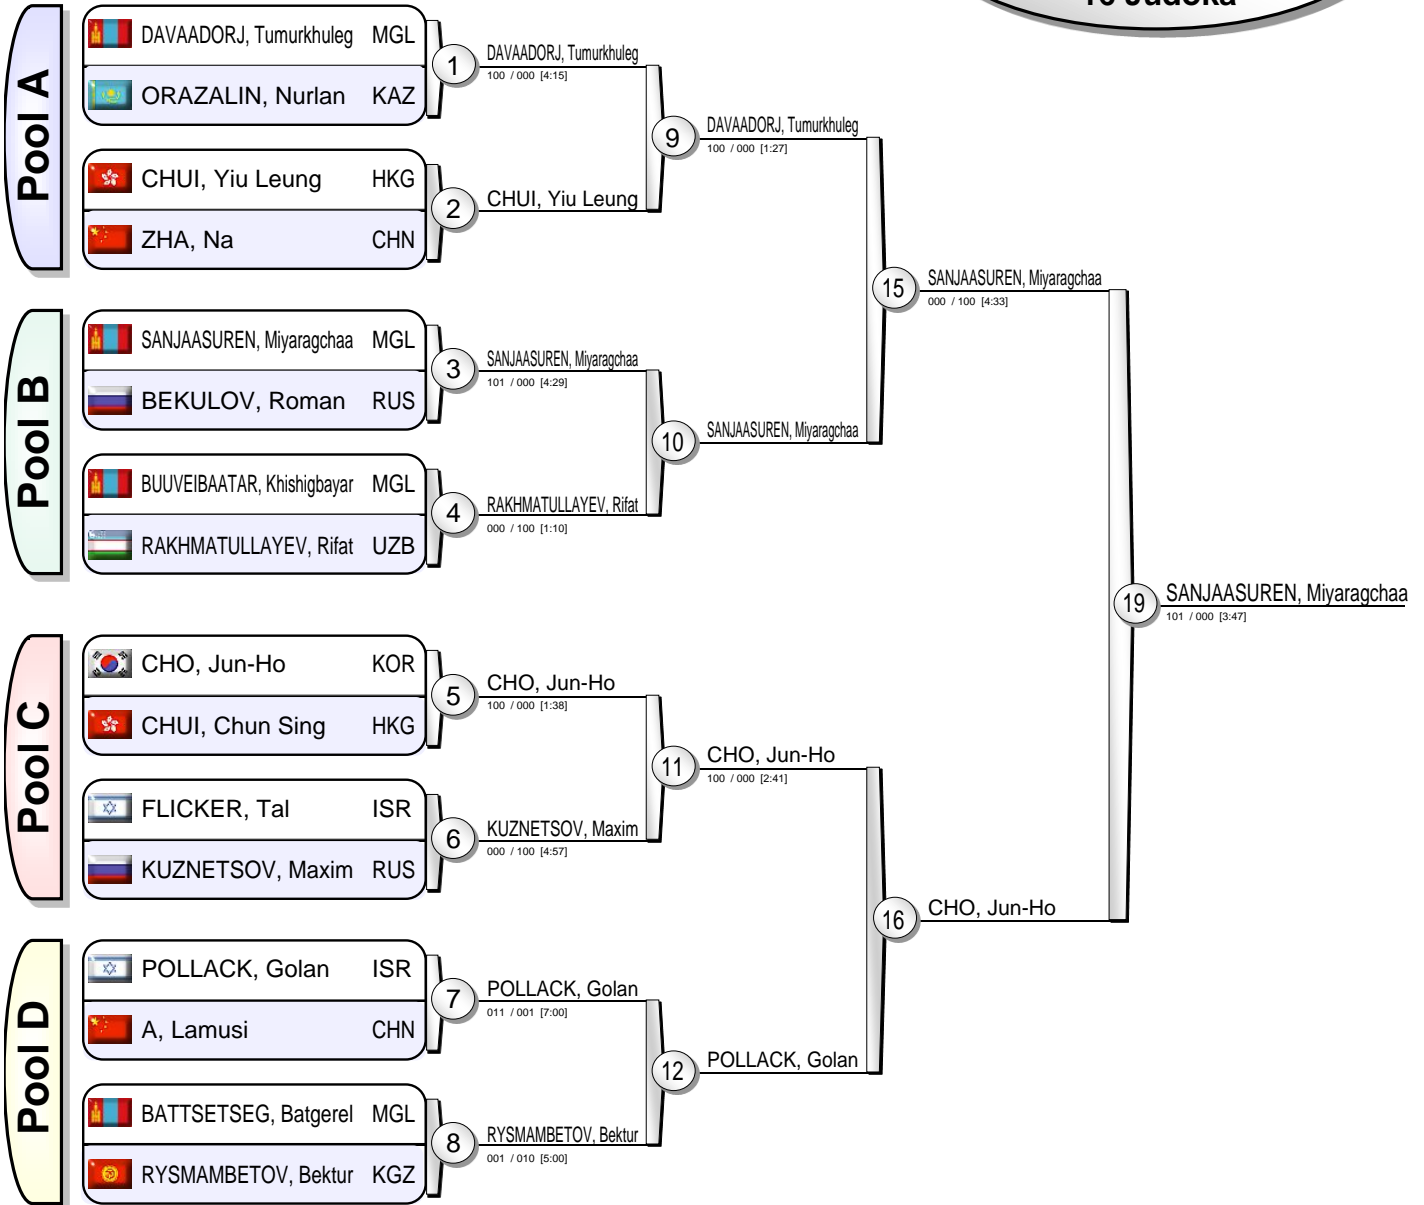 16 Judoka
Pool A
DAVAADORJ, Tumurkhuleg MGL
ORAZALIN, Nurlan KAZ
1
DAVAADORJ, Tumurkhuleg
100 / 000 [4:15]
CHUI, Yiu Leung HKG
ZHA, Na CHN
2
CHUI, Yiu Leung
9
DAVAADORJ, Tumurkhuleg
100 / 000 [1:27]
Pool B
SANJAASUREN, Miyaragchaa MGL
BEKULOV, Roman RUS
3
SANJAASUREN, Miyaragchaa
101 / 000 [4:29]
BUUVEIBAATAR, Khishigbayar MGL
RAKHMATULLAYEV, Rifat UZB
4
RAKHMATULLAYEV, Rifat
000 / 100 [1:10]
10
SANJAASUREN, Miyaragchaa
15
SANJAASUREN, Miyaragchaa
000 / 100 [4:33]
Pool C
CHO, Jun-Ho KOR
CHUI, Chun Sing HKG
5
CHO, Jun-Ho
100 / 000 [1:38]
FLICKER, Tal ISR
KUZNETSOV, Maxim RUS
6
KUZNETSOV, Maxim
000 / 100 [4:57]
11
CHO, Jun-Ho
100 / 000 [2:41]
Pool D
POLLACK, Golan ISR
A, Lamusi CHN
7
POLLACK, Golan
011 / 001 [7:00]
BATTSETSEG, Batgerel MGL
RYSMAMBETOV, Bektur KGZ
8
RYSMAMBETOV, Bektur
001 / 010 [5:00]
12
POLLACK, Golan
16
CHO, Jun-Ho
19
SANJAASUREN, Miyaragchaa
101 / 000 [3:47]